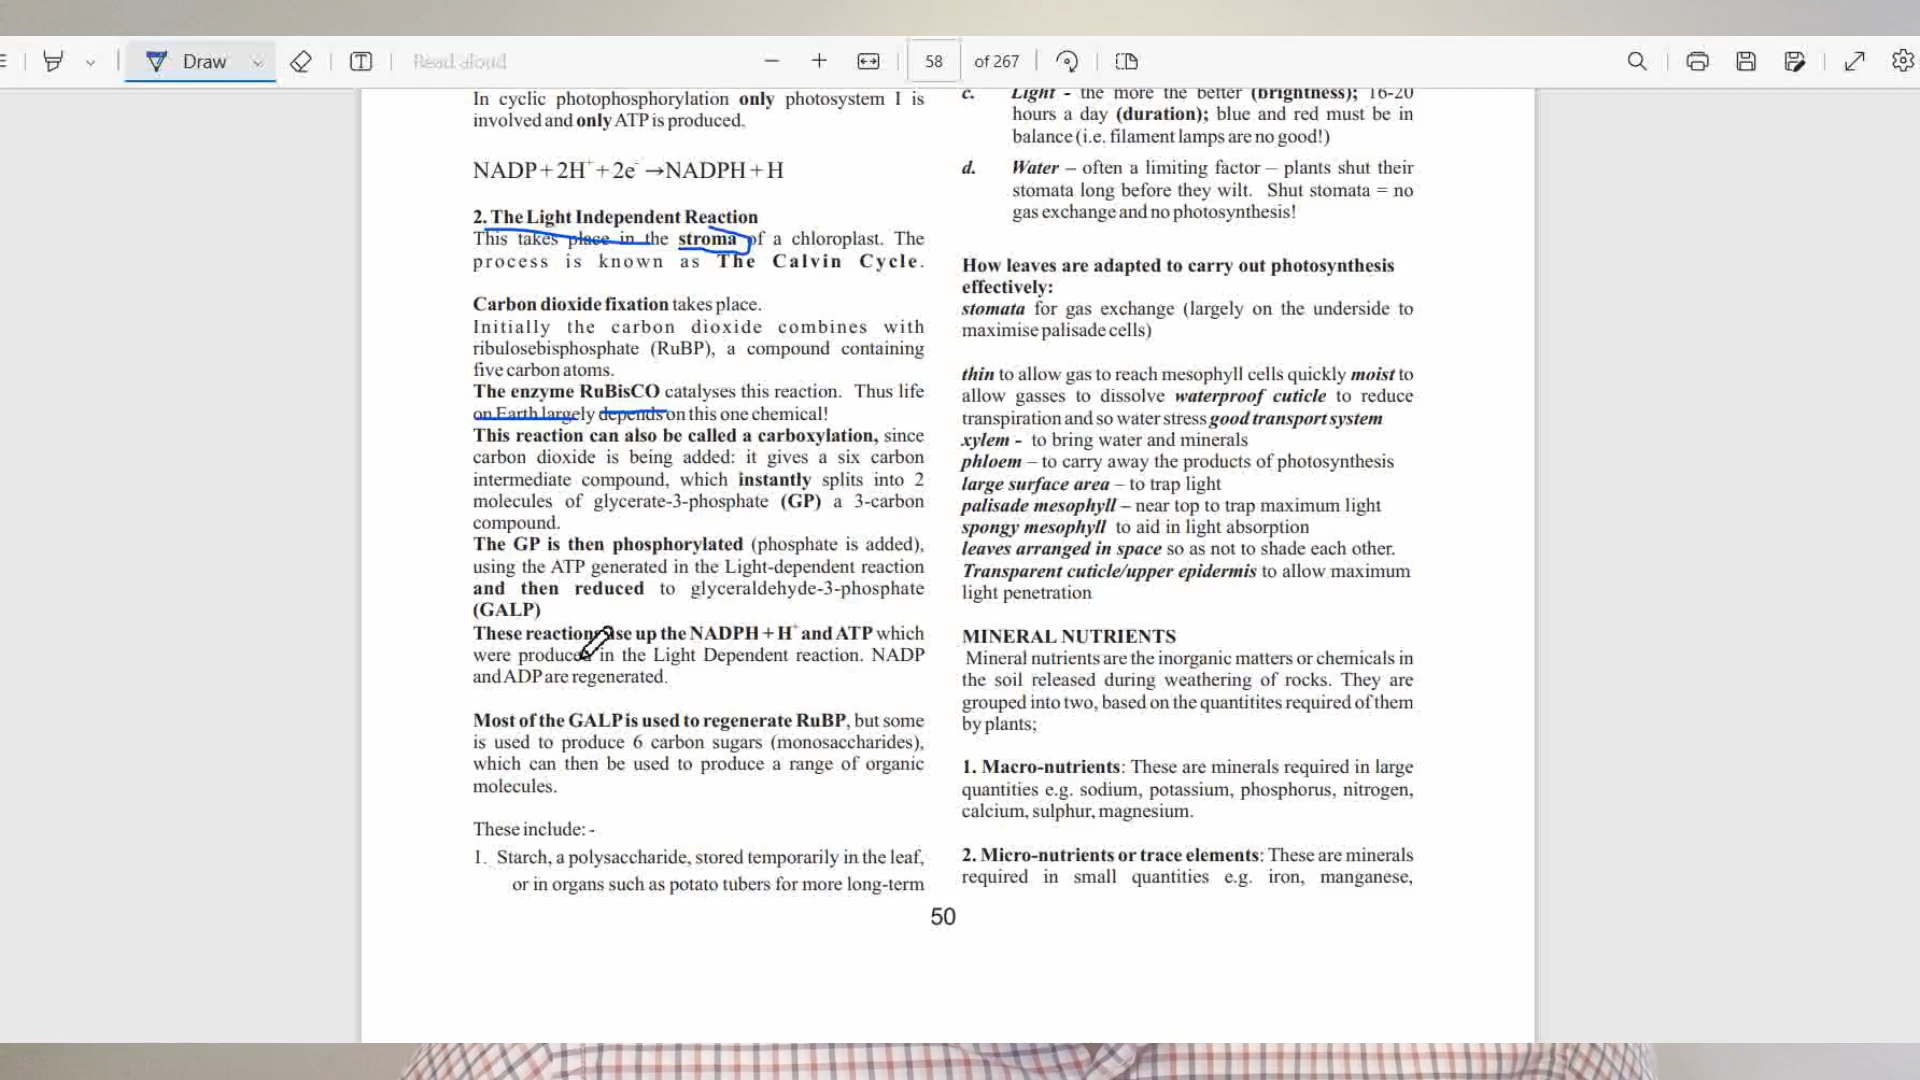 Draw
Read aloud
58 of 267
In cyclic photophosphorylation only photosystem I is
involved and only ATP is produced.
NADP + 2H+ + 2e- →NADPH + H
2. The Light Independent Reaction
This takes place in the stroma of a chloroplast. The
process is known as The Calvin Cycle.
Carbon dioxide fixation takes place.
Initially the carbon dioxide combines with
ribulosebisphosphate (RuBP), a compound containing
five carbon atoms.
The enzyme RuBisCO catalyses this reaction. Thus life
on Earth largely depends on this one chemical!
This reaction can also be called a carboxylation, since
carbon dioxide is being added: it gives a six carbon
intermediate compound, which instantly splits into 2
molecules of glycerate-3-phosphate (GP) a 3-carbon
compound.
The GP is then phosphorylated (phosphate is added),
using the ATP generated in the Light-dependent reaction
and then reduced to glyceraldehyde-3-phosphate
(GALP)
These reactions use up the NADPH + H+ and ATP which
were produced in the Light Dependent reaction. NADP
and ADP are regenerated.
Most of the GALP is used to regenerate RuBP, but some
is used to produce 6 carbon sugars (monosaccharides),
which can then be used to produce a range of organic
molecules.
These include: -
1. Starch, a polysaccharide, stored temporarily in the leaf,
or in organs such as potato tubers for more long-term
c. Light - the more the better (brightness); 16-20
hours a day (duration); blue and red must be in
balance (i.e. filament lamps are no good!)
d. Water – often a limiting factor – plants shut their
stomata long before they wilt. Shut stomata = no
gas exchange and no photosynthesis!
How leaves are adapted to carry out photosynthesis
effectively:
stomata for gas exchange (largely on the underside to
maximise palisade cells)
thin to allow gas to reach mesophyll cells quickly moist to
allow gasses to dissolve waterproof cuticle to reduce
transpiration and so water stress good transport system
xylem - to bring water and minerals
phloem – to carry away the products of photosynthesis
large surface area – to trap light
palisade mesophyll – near top to trap maximum light
spongy mesophyll to aid in light absorption
leaves arranged in space so as not to shade each other.
Transparent cuticle/upper epidermis to allow maximum
light penetration
MINERAL NUTRIENTS
Mineral nutrients are the inorganic matters or chemicals in
the soil released during weathering of rocks. They are
grouped into two, based on the quantitites required of them
by plants;
1. Macro-nutrients: These are minerals required in large
quantities e.g. sodium, potassium, phosphorus, nitrogen,
calcium, sulphur, magnesium.
2. Micro-nutrients or trace elements: These are minerals
required in small quantities e.g. iron, manganese,
50